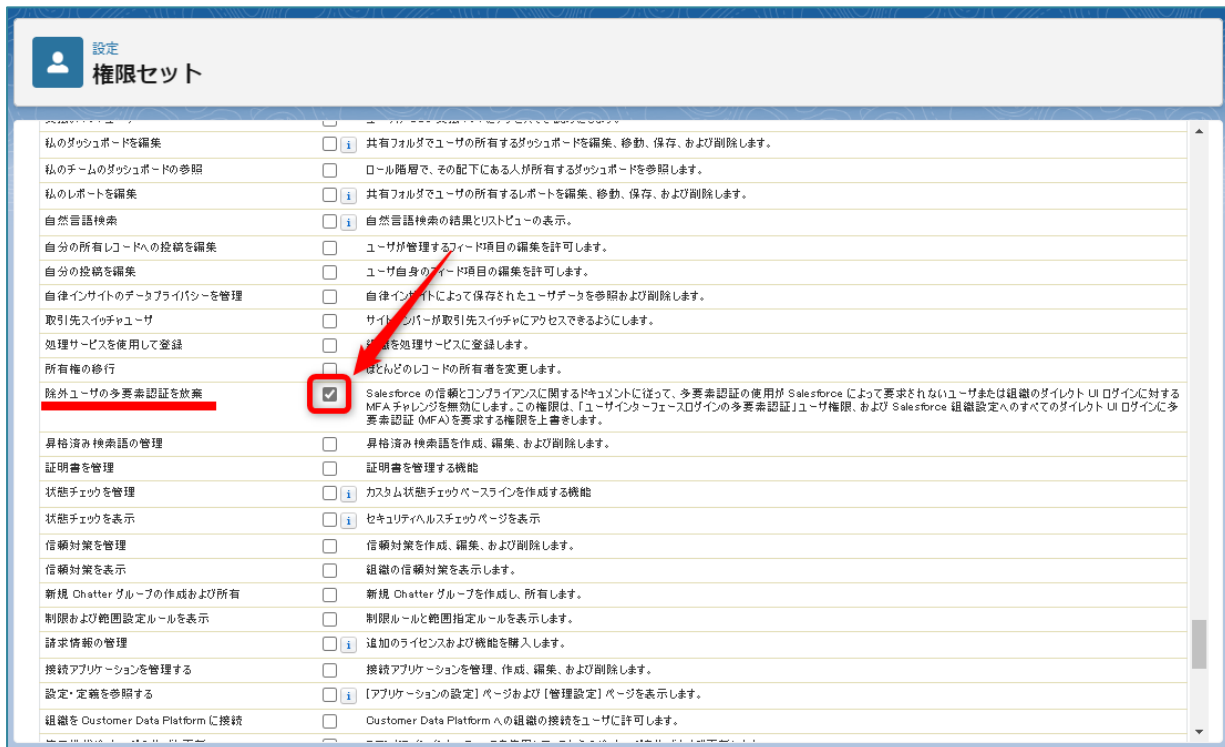 設定
権限セット
私のダッシュボードを編集
共有フォルダでユーザの所有するダッシュボードを編集、移動、保存、および削除します。
私のチームのダッシュボードの参照
ロール階層で、その配下にある人が所有するダッシュボードを参照します。
私のレポートを編集
共有フォルダでユーザの所有するレポートを編集、移動、保存、および削除します。
自然言語検索
自然言語検索の結果とリストビューの表示。
自分の所有レコードへの投稿を編集
ユーザが管理するフィード項目の編集を許可します。
自分の投稿を編集
ユーザ自身のフィード項目の編集を許可します。
自律インサイトのデータプライバシーを管理
自律インサイトによって保存されたユーザデータを参照および削除します。
取引先スイッチャユーザ
サイトメンバーが取引先スイッチャにアクセスできるようにします。
処理サービスを使用して登録
組織を処理サービスに登録します。
所有権の移行
ほとんどのレコードの所有者を変更します。
除外ユーザの多要素認証を放棄
Salesforce の信頼とコンプライアンスに関するドキュメントに従って、多要素認証の使用が Salesforce によって要求されないユーザまたは組織のダイレクト UI ログインに対する
MFA チャレンジを無効にします。この権限は、「ユーザインターフェースログインの多要素認証」ユーザ権限、および Salesforce 組織設定へのすべてのダイレクト UI ログインに多
要素認証 (MFA)を要求する権限を上書きします。
昇格済み検索語の管理
昇格済み検索語を作成、編集、および削除します。
証明書を管理
証明書を管理する機能
状態チェックを管理
カスタム状態チェックベースラインを作成する機能
状態チェックを表示
セキュリティヘルスチェックページを表示
信頼対策を管理
信頼対策を作成、編集、および削除します。
信頼対策を表示
組織の信頼対策を表示します。
新規 Chatter グループの作成および所有
新規 Chatter グループを作成し、所有します。
制限および範囲設定ルールを表示
制限ルールと範囲指定ルールを表示します。
請求情報の管理
追加のライセンスおよび機能を購入します。
接続アプリケーションを管理する
接続アプリケーションを管理、作成、編集、および削除します。
設定・定義を参照する
[アプリケーションの設定] ページおよび [管理設定] ページを表示します。
組織を Customer Data Platform に接続
Customer Data Platform への組織の接続をユーザに許可します。